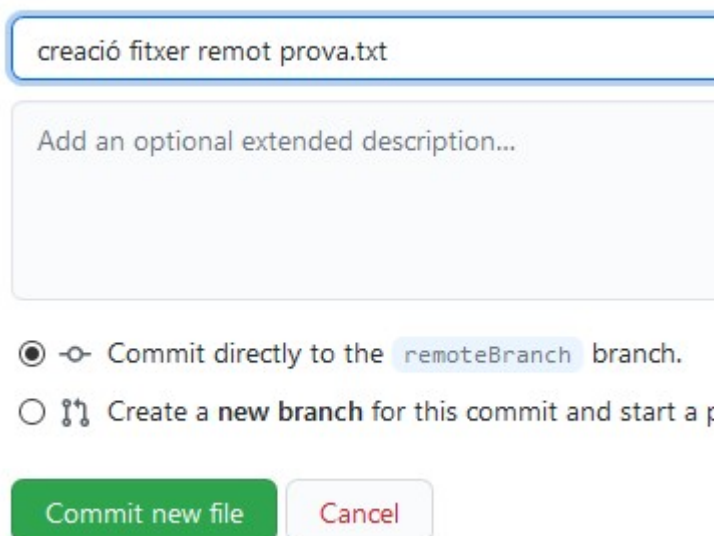 creació fitxer remot prova.txt
Add an optional extended description...
Commit directly to the remoteBranch branch.
Create a new branch for this commit and start a p
Commit new file Cancel